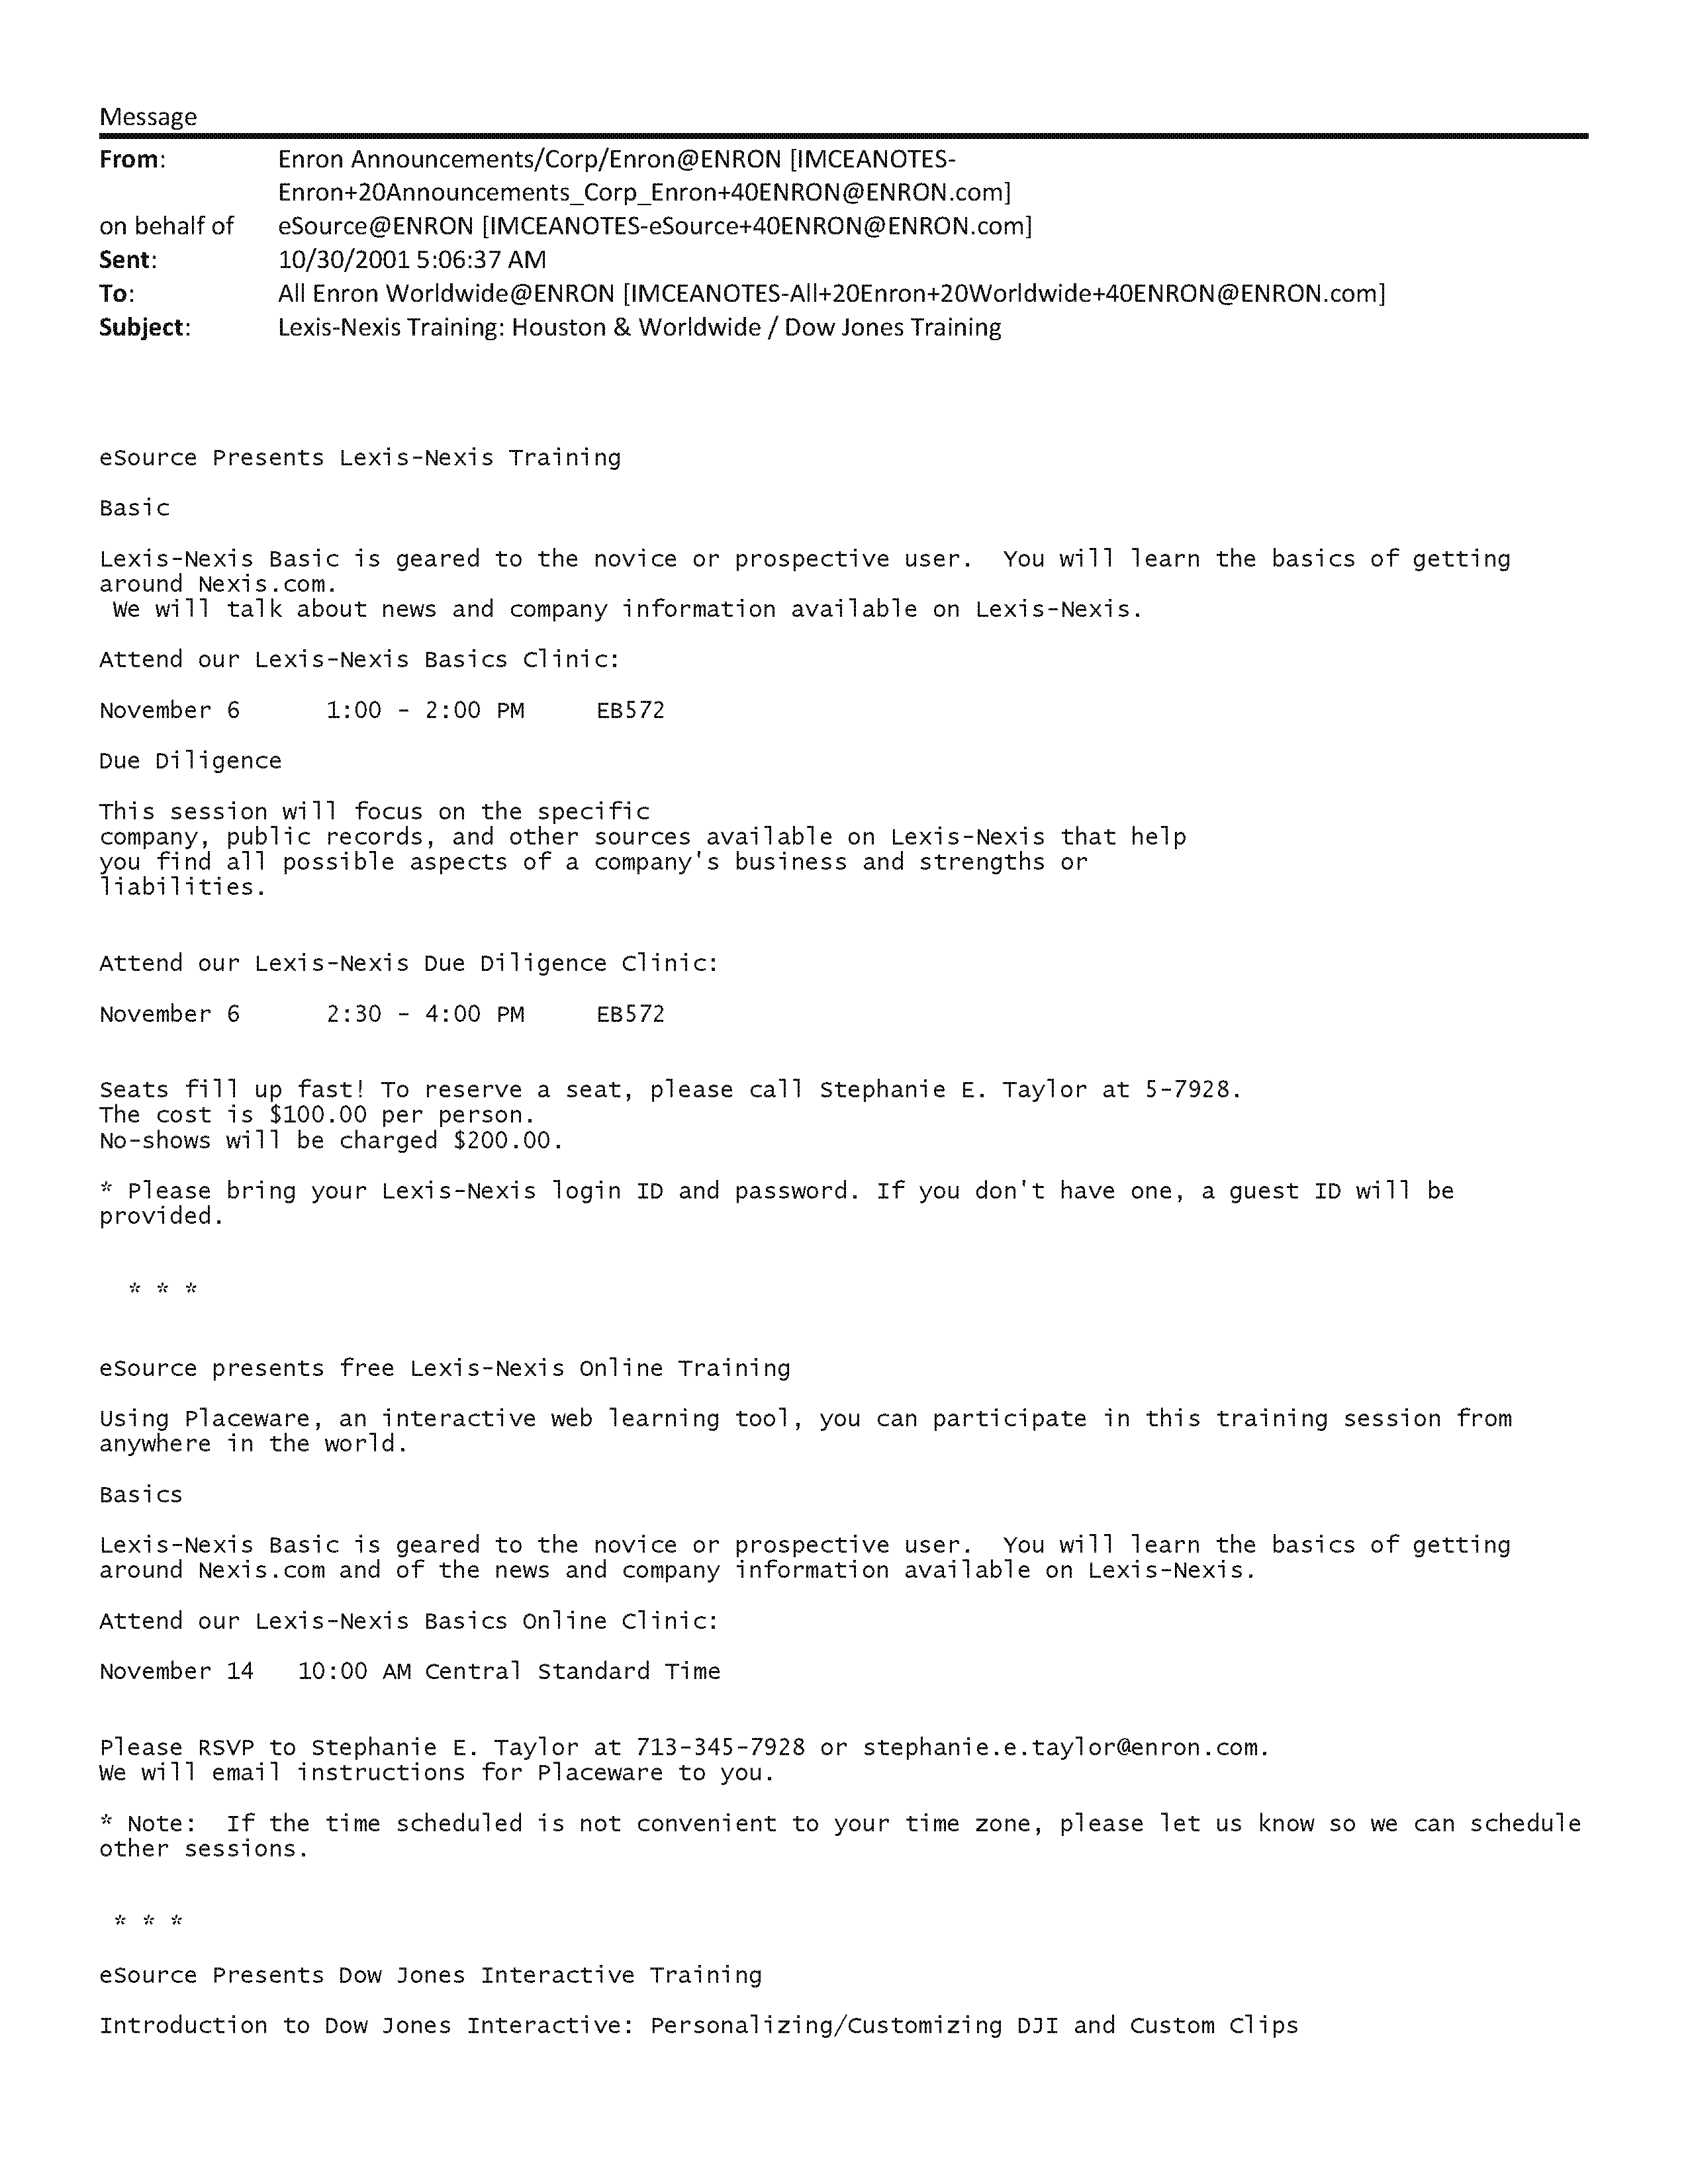 Message
From: Enron Announcements/Corp/Enron@ENRON [IMCEANOTES-
Enron+20Announcements_Corp_Enron+40ENRON@ENRON.com]
on behalf of eSource@ENRON [IMCEANOTES-eSource+40ENRON@ENRON.com]
Sent: 10/30/2001 5:06:37 AM
To: All Enron Worldwide@ENRON [IMCEANOTES-All+20Enron+20Worldwide+40ENRON@ENRON.com]
Subject: Lexis-Nexis Training: Houston & Worldwide / Dow Jones Training
eSource Presents Lexis-Nexis Training
Basic
Lexis-Nexis Basic is geared to the novice or prospective user.  You will learn the basics of getting
around Nexis.com.
We will talk about news and company information available on Lexis-Nexis.
Attend our Lexis-Nexis Basics Clinic:
November 6      1:00 - 2:00 PM     EB572
Due Diligence
This session will focus on the specific
company, public records, and other sources available on Lexis-Nexis that help
you find all possible aspects of a company's business and strengths or
liabilities.
Attend our Lexis-Nexis Due Diligence Clinic:
November 6      2:30 - 4:00 PM     EB572
Seats fill up fast! To reserve a seat, please call Stephanie E. Taylor at 5-7928.
The cost is $100.00 per person.
No-shows will be charged $200.00.
* Please bring your Lexis-Nexis login ID and password. If you don't have one, a guest ID will be
provided.
* * *
eSource presents free Lexis-Nexis Online Training
Using Placeware, an interactive web learning tool, you can participate in this training session from
anywhere in the world.
Basics
Lexis-Nexis Basic is geared to the novice or prospective user.  You will learn the basics of getting
around Nexis.com and of the news and company information available on Lexis-Nexis.
Attend our Lexis-Nexis Basics Online Clinic:
November 14   10:00 AM Central Standard Time
Please RSVP to Stephanie E. Taylor at 713-345-7928 or stephanie.e.taylor@enron.com.
We will email instructions for Placeware to you.
* Note:  If the time scheduled is not convenient to your time zone, please let us know so we can schedule
other sessions.
* * *
eSource Presents Dow Jones Interactive Training
Introduction to Dow Jones Interactive: Personalizing/Customizing DJI and Custom Clips